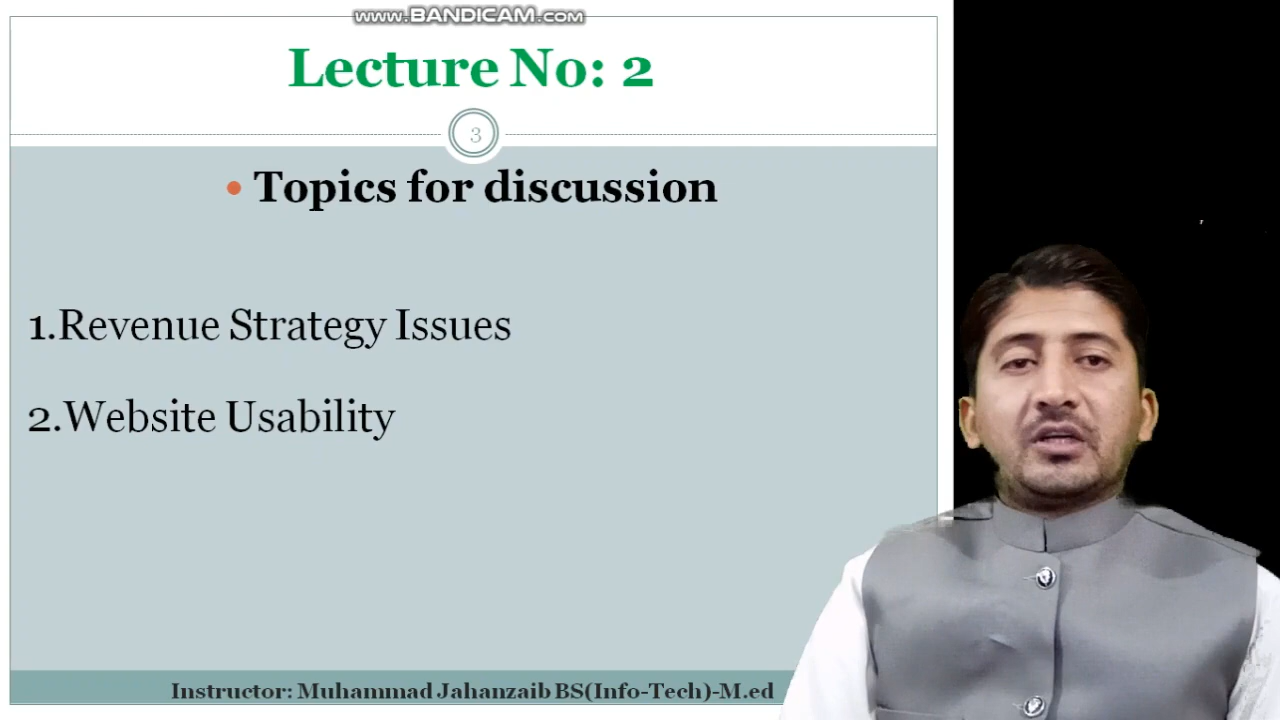 www.BANDICAM.com
Lecture No: 2
3
Topics for discussion
1.Revenue Strategy Issues
2.Website Usability
Instructor: Muhammad Jahanzaib BS(Info-Tech)-M.ed